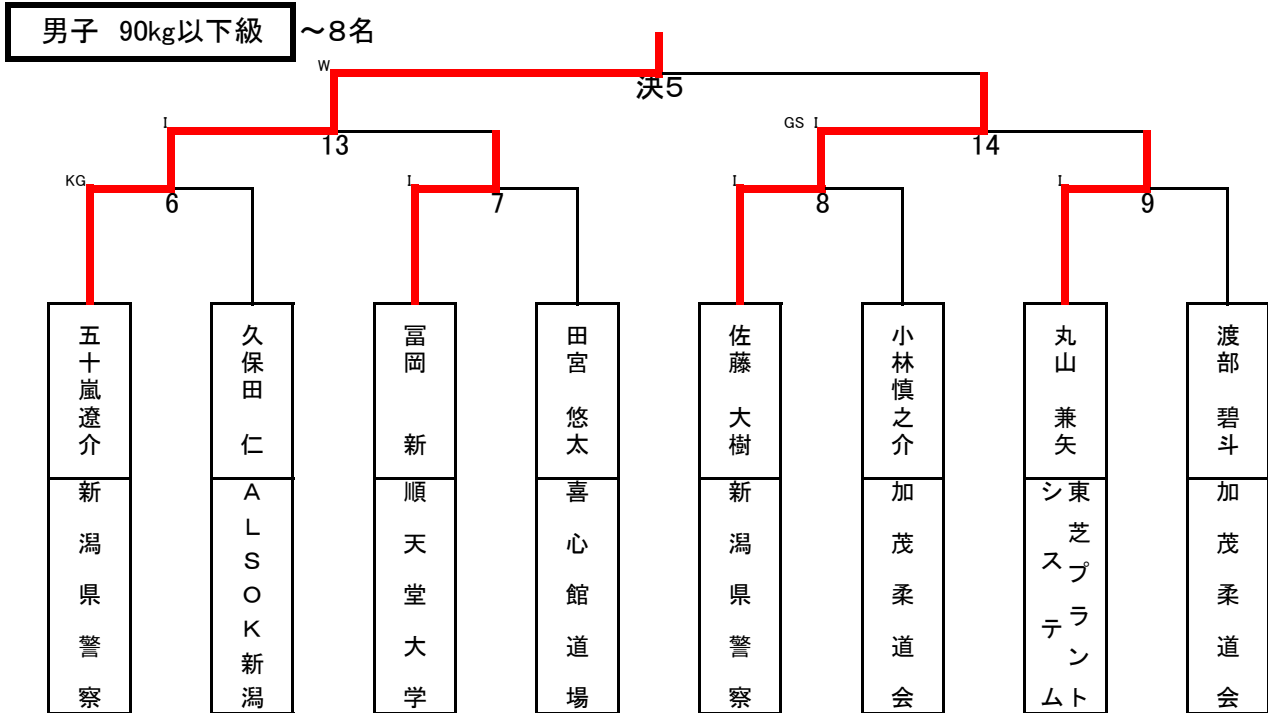 男子 90kg以下級 ～8名
W
決5
I
13
GS I
14
KG
6
I
7
I
8
I
9
五十嵐遼介
久保田 仁
冨岡 新
田宮 悠太
佐藤 大樹
小林慎之介
丸山 兼矢
渡部 碧斗
新潟県警察
ALSOK新潟
順天堂大学
喜心館道場
新潟県警察
加茂柔道会
東芝プラント
システム
加茂柔道会